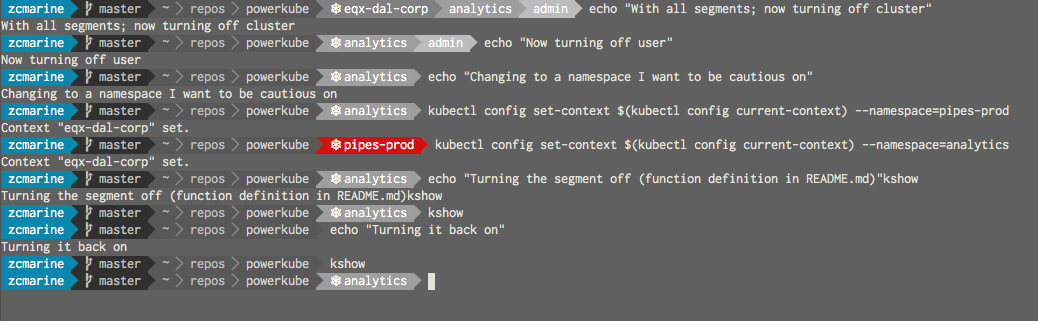 zcmarine master ~ repos powerkube eqx-dal-corp analytics admin echo "With all segments; now turning off cluster"
With all segments; now turning off cluster
zcmarine master ~ repos powerkube analytics admin echo "Now turning off user"
Now turning off user
zcmarine master ~ repos powerkube analytics echo "Changing to a namespace I want to be cautious on"
Changing to a namespace I want to be cautious on
zcmarine master ~ repos powerkube analytics kubectl config set-context $(kubectl config current-context) --namespace=pipes-prod
Context "eqx-dal-corp" set.
zcmarine master ~ repos powerkube pipes-prod kubectl config set-context $(kubectl config current-context) --namespace=analytics
Context "eqx-dal-corp" set.
zcmarine master ~ repos powerkube analytics echo "Turning the segment off (function definition in README.md)"kshow
Turning the segment off (function definition in README.md)kshow
zcmarine master ~ repos powerkube analytics kshow
zcmarine master ~ repos powerkube echo "Turning it back on"
Turning it back on
zcmarine master ~ repos powerkube kshow
zcmarine master ~ repos powerkube analytics